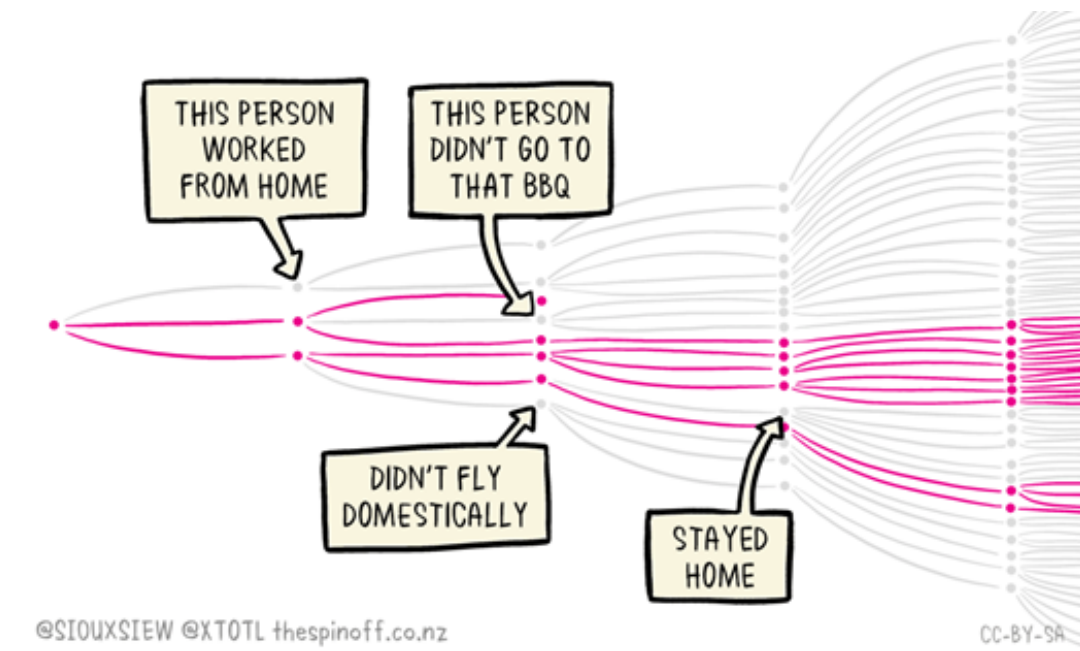 THIS PERSON
WORKED
FROM HOME
THIS PERSON
DIDN'T GO TO
THAT BBQ
DIDN'T FLY
DOMESTICALLY
STAYED
HOME
@SIOUXSIEW @XTOTL thespinoff.co.nz
CC-BY-SA